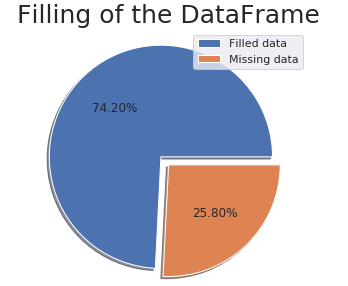 Filling of the DataFrame
Filled data
Missing data
74.20%
25.80%